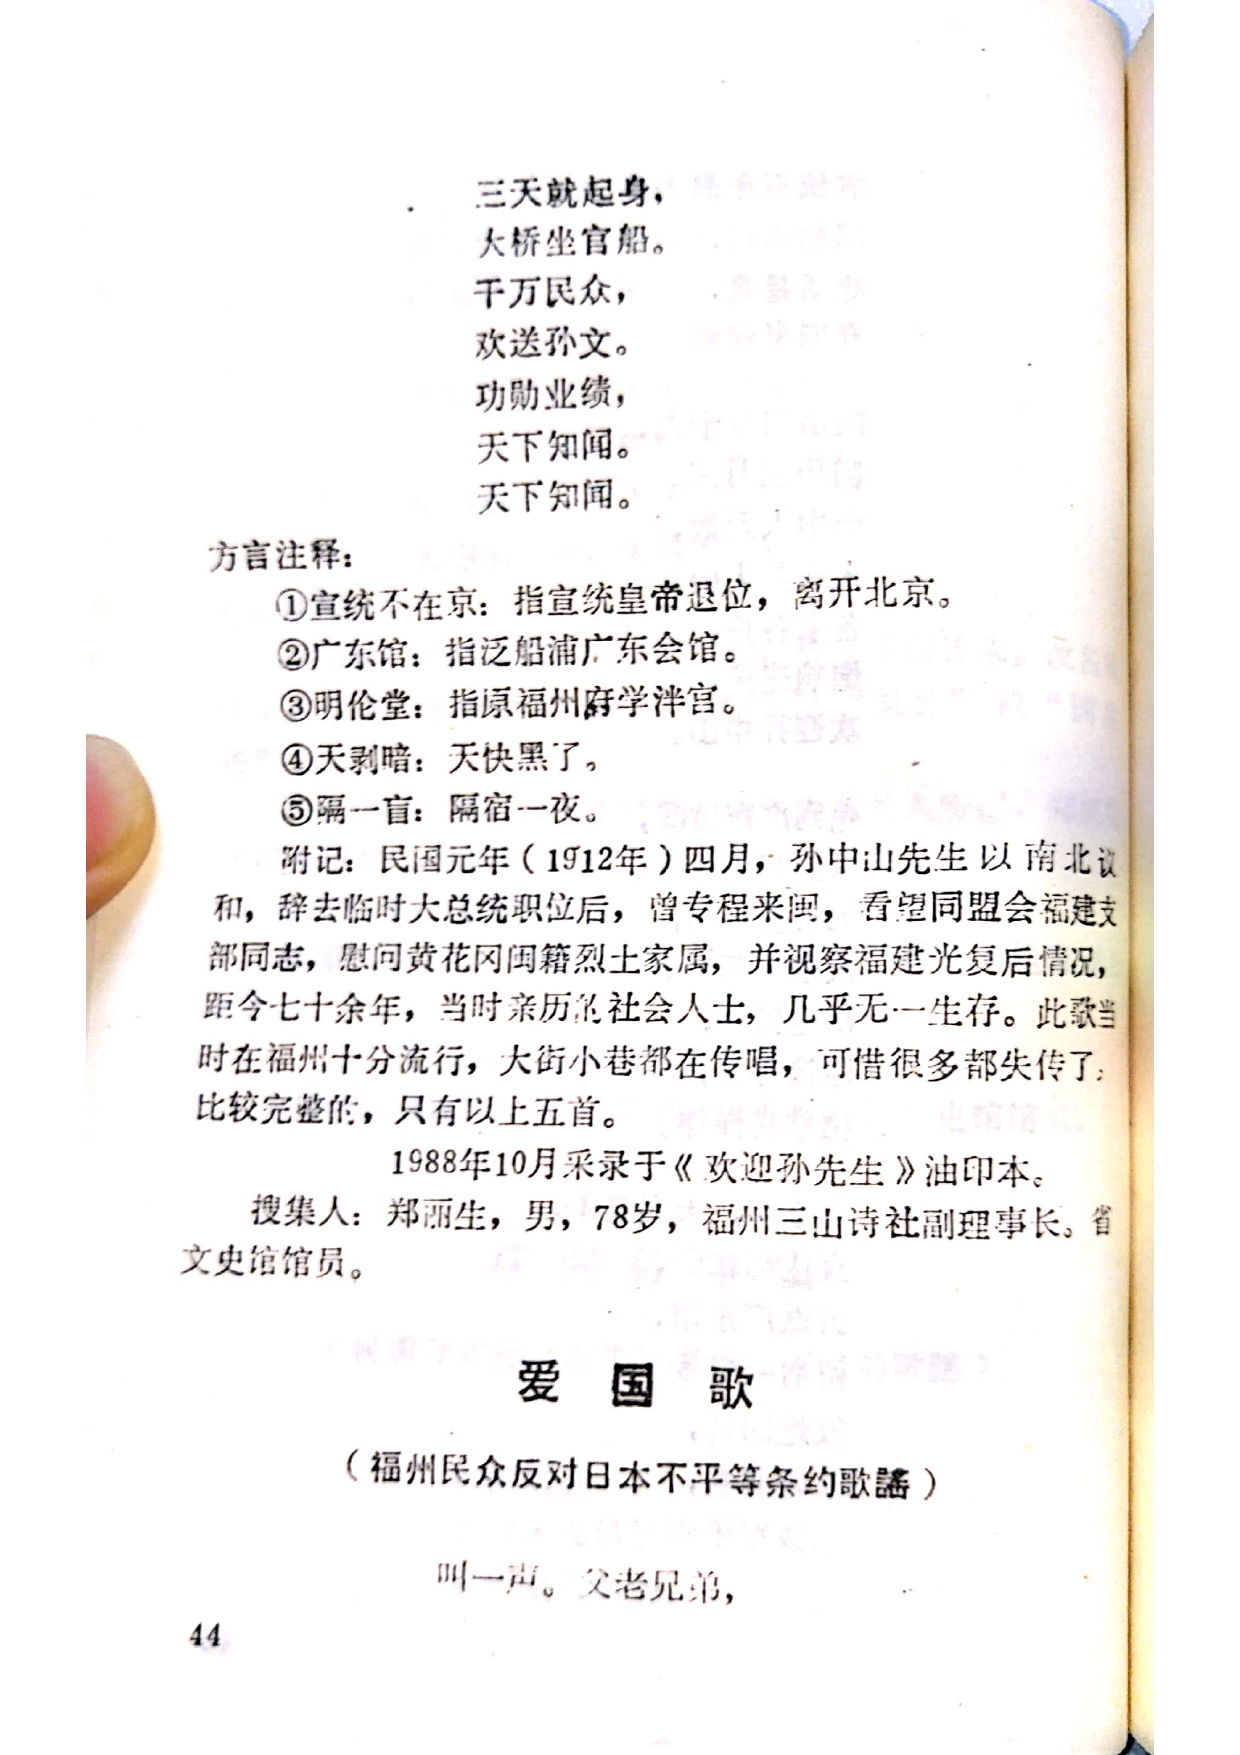 三天就起身，
大桥坐官船。
千万民众，
欢送孙文。
功勋业绩，
天下知闻。
天下知闻。
方言注释：
①宣统不在京：指宣统皇帝退位，离开北京。
②广东馆：指泛船浦广东会馆。
③明伦堂：指原福州府学泮宫。
④天剥暗：天快黑了。
⑤隔一盲：隔宿一夜。
附记：民国元年（1912年）四月，孙中山先生以南北议
和，辞去临时大总统职位后，曾专程来闽，看望同盟会福建支
部同志，慰问黄花冈闽籍烈士家属，并视察福建光复后情况，
距今七十余年，当时亲历的社会人士，几乎无一生存。此歌当
时在福州十分流行，大街小巷都在传唱，可惜很多都失传了，
比较完整的，只有以上五首。
1988年10月采录于《欢迎孙先生》油印本。
搜集人：郑丽生，男，78岁，福州三山诗社副理事长。省
文史馆馆员。
爱国歌
（福州民众反对日本不平等条约歌謠）
叫一声。父老兄弟，
44